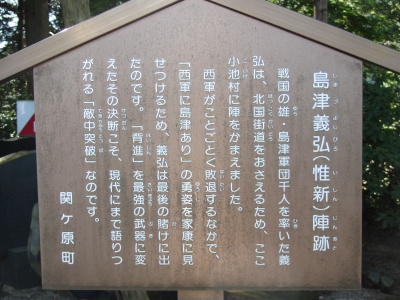 島津義弘(惟新)陣跡
戦国の雄・島津軍団千人を率いた義
弘は、北国街道をおさえるため、ここ
小池村に陣をかまえました。
西軍がことごとく敗退するなかで、
「西軍に島津あり」の勇姿を家康に見
せつけるため、義弘は最後の賭けに出
たのです。「背進」を最強の武器に変
えたその決断こそ、現代にまで語りつ
がれる「敵中突破」なのです。
関ケ原町